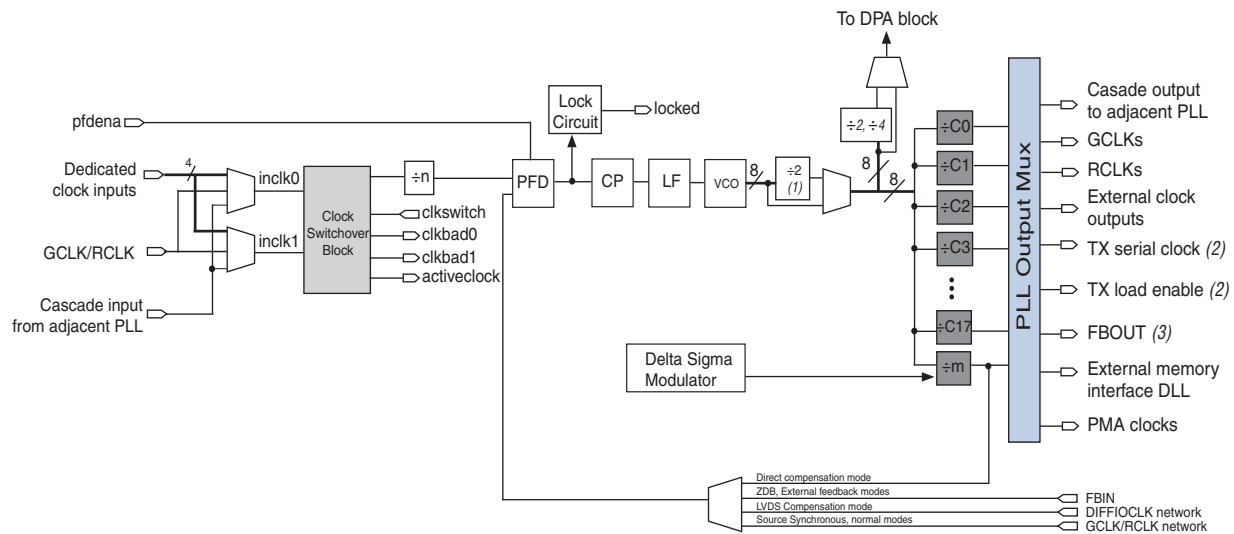 To DPA block
Lock
Circuit
locked
pfdena
Dedicated
clock inputs
4
inclk0
inclk1
GCLK/RCLK
Cascade input
from adjacent PLL
Clock
Switchover
Block
÷n
clkswitch
clkbad0
clkbad1
activeclock
PFD
CP
LF
VCO
8
÷2
(1)
÷2, ÷4
8
8
÷C0
÷C1
÷C2
÷C3
÷C17
÷m
Delta Sigma
Modulator
PLL Output Mux
Casade output
to adjacent PLL
GCLKs
RCLKs
External clock
outputs
TX serial clock (2)
TX load enable (2)
FBOUT (3)
External memory
interface DLL
PMA clocks
Direct compensation mode
ZDB, External feedback modes
LVDS Compensation mode
Source Synchronous, normal modes
FBIN
DIFFIOCLK network
GCLK/RCLK network